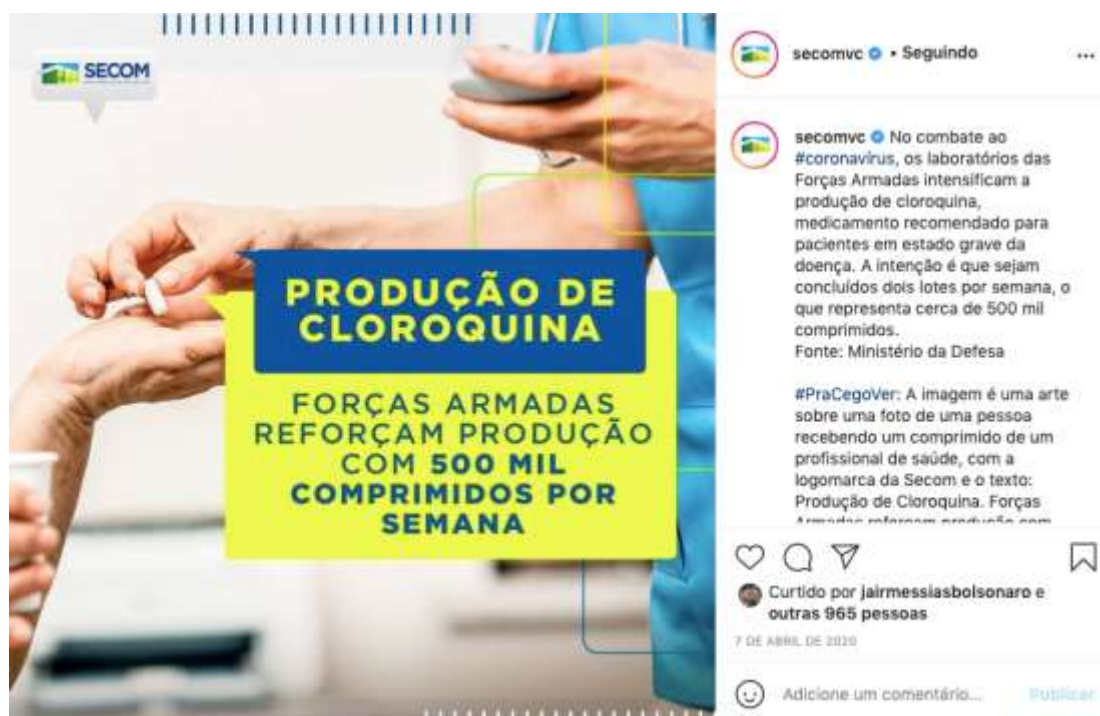 SECOM
PRODUÇÃO DE
CLOROQUINA
FORÇAS ARMADAS
REFORÇAM PRODUÇÃO
COM 500 MIL
COMPRIMIDOS POR
SEMANA
secomvc • Seguindo
secomvc No combate ao
#coronavírus, os laboratórios das
Forças Armadas intensificam a
produção de cloroquina,
medicamento recomendado para
pacientes em estado grave da
doença. A intenção é que sejam
concluídos dois lotes por semana, o
que representa cerca de 500 mil
comprimidos.
Fonte: Ministério da Defesa
#PraCegoVer: A imagem é uma arte
sobre uma foto de uma pessoa
recebendo um comprimido de um
profissional de saúde, com a
logomarca da Secom e o texto:
Produção de Cloroquina. Forças
Armadas reforçam produção com
Curtido por jairmessiasbolsonaro e
outras 965 pessoas
7 DE ABRIL DE 2020
Adicione um comentário... Publicar